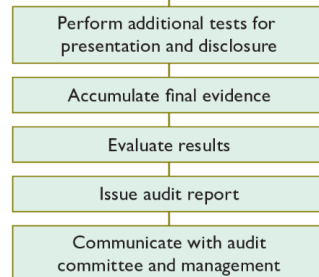 Perform additional tests for
presentation and disclosure
Accumulate final evidence
Evaluate results
Issue audit report
Communicate with audit
committee and management